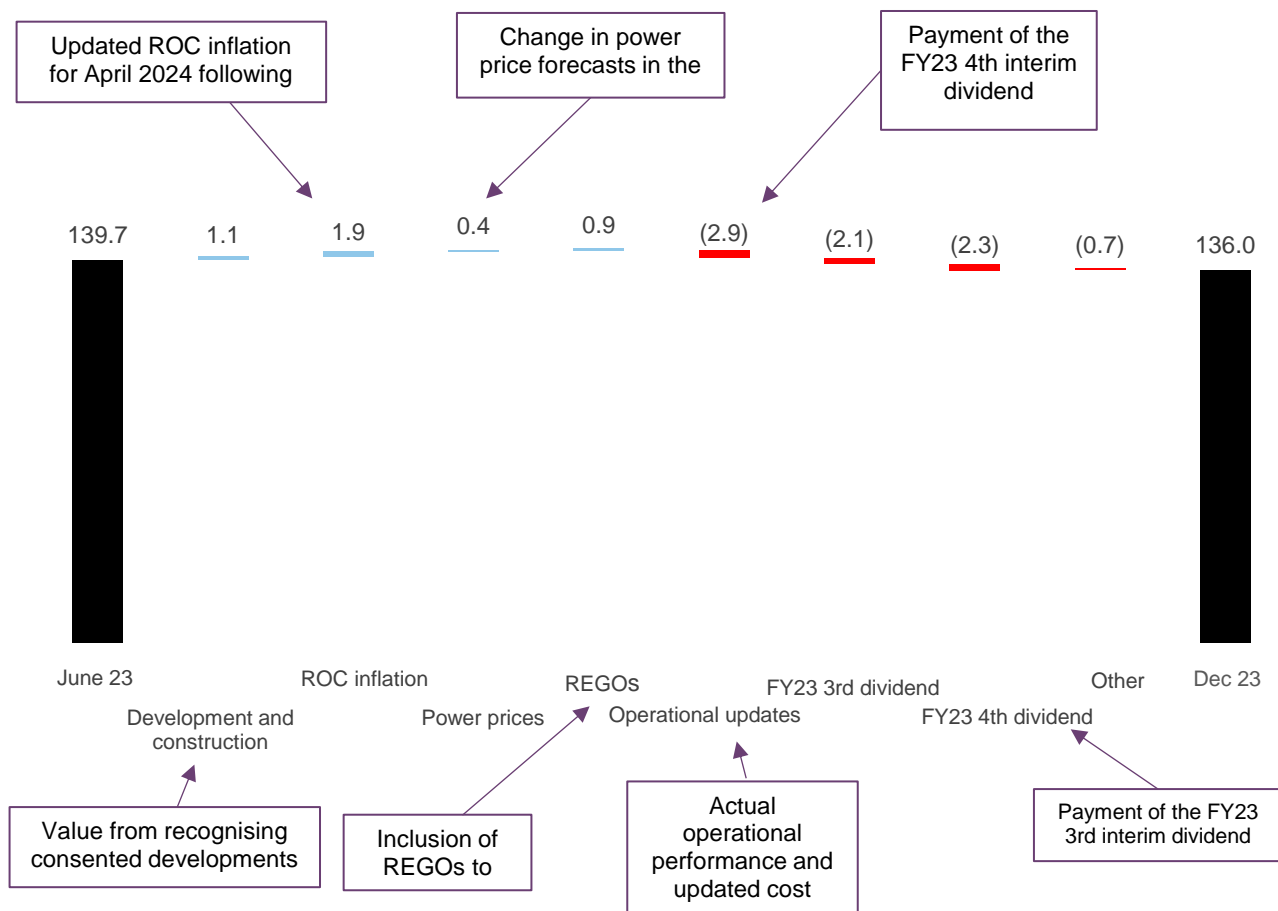 Updated ROC inflation
for April 2024 following
Change in power
price forecasts in the
Payment of the
FY23 4th interim
dividend
139.7
1.1
1.9
0.4
0.9
(2.9)
(2.1)
(2.3)
(0.7)
136.0
June 23
Development and
construction
ROC inflation
Power prices
REGOs
Operational updates
FY23 3rd dividend
FY23 4th dividend
Other
Dec 23
Value from recognising
consented developments
Inclusion of
REGOs to
Actual
operational
performance and
updated cost
Payment of the FY23
3rd interim dividend